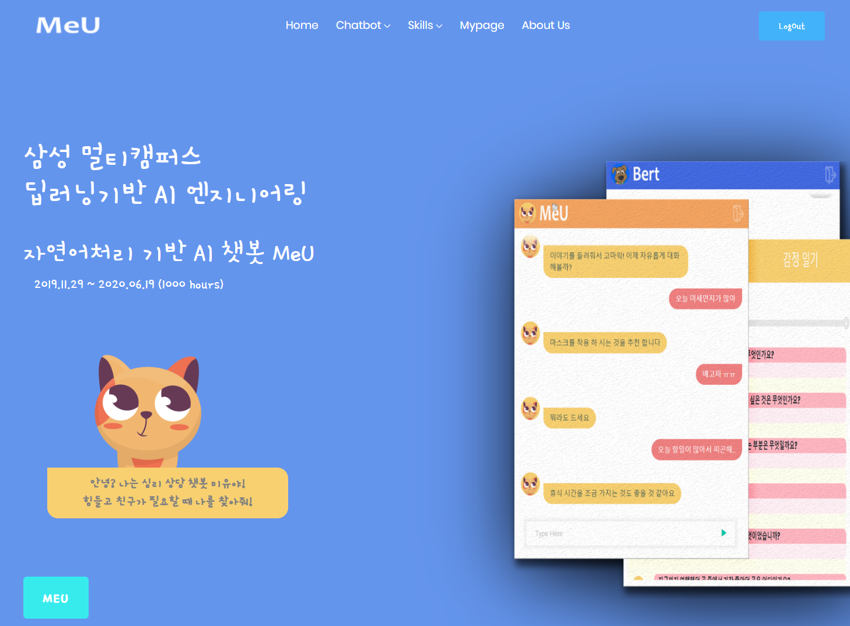 MeU
Home Chatbot Skills Mypage About Us
Logout
삼성 멀티캠퍼스
딥러닝기반 AI 엔지니어링
자연어처리 기반 AI 챗봇 MeU
2019.11.29 ~ 2020.06.19 (1000 hours)
안녕? 나는 심리 상담 챗봇 미유야!
힘들고 친구가 필요할 때 나를 찾아줘!
MEU
Bert
MeU
이야기를 들려줘서 고마워! 이제 자유롭게 대화
해볼까?
오늘 미세먼지가 많아
마스크를 착용 하 시는 것을 추천 합니다
배고파 ㅠㅠ
뭐라도 드세요
오늘 할일이 많아서 피곤해..
휴식 시간을 조금 가지는 것도 좋을 것 같아요
Type Here
감정 일기
무엇인가요?
싶은 것은 무엇인가요?
는 부분은 무엇일까요?
엇이었습니까?